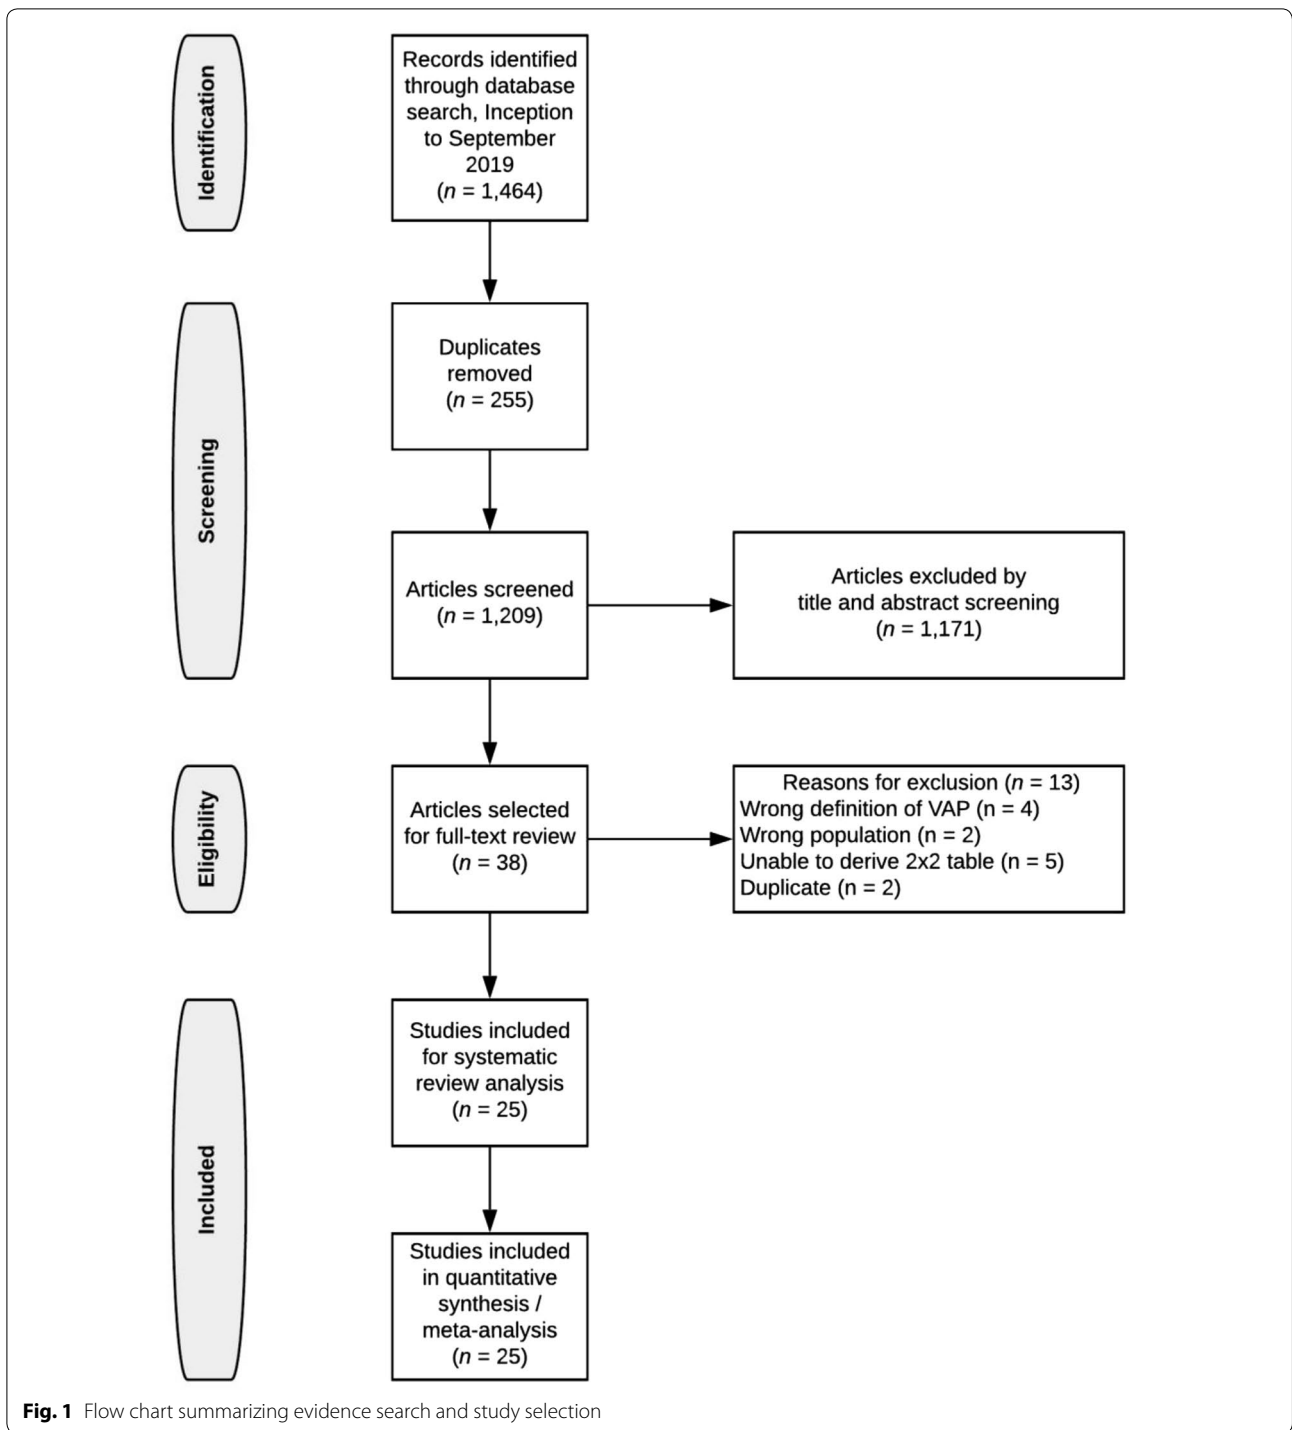 Identification
Records identified
through database
search, Inception
to September
2019
(n = 1,464)
Screening
Duplicates
removed
(n = 255)
Articles screened
(n = 1,209)
Articles excluded by
title and abstract screening
(n = 1,171)
Eligibility
Articles selected
for full-text review
(n = 38)
Reasons for exclusion (n = 13)
Wrong definition of VAP (n = 4)
Wrong population (n = 2)
Unable to derive 2x2 table (n = 5)
Duplicate (n = 2)
Included
Studies included
for systematic
review analysis
(n = 25)
Studies included
in quantitative
synthesis /
meta-analysis
(n = 25)
Fig. 1 Flow chart summarizing evidence search and study selection